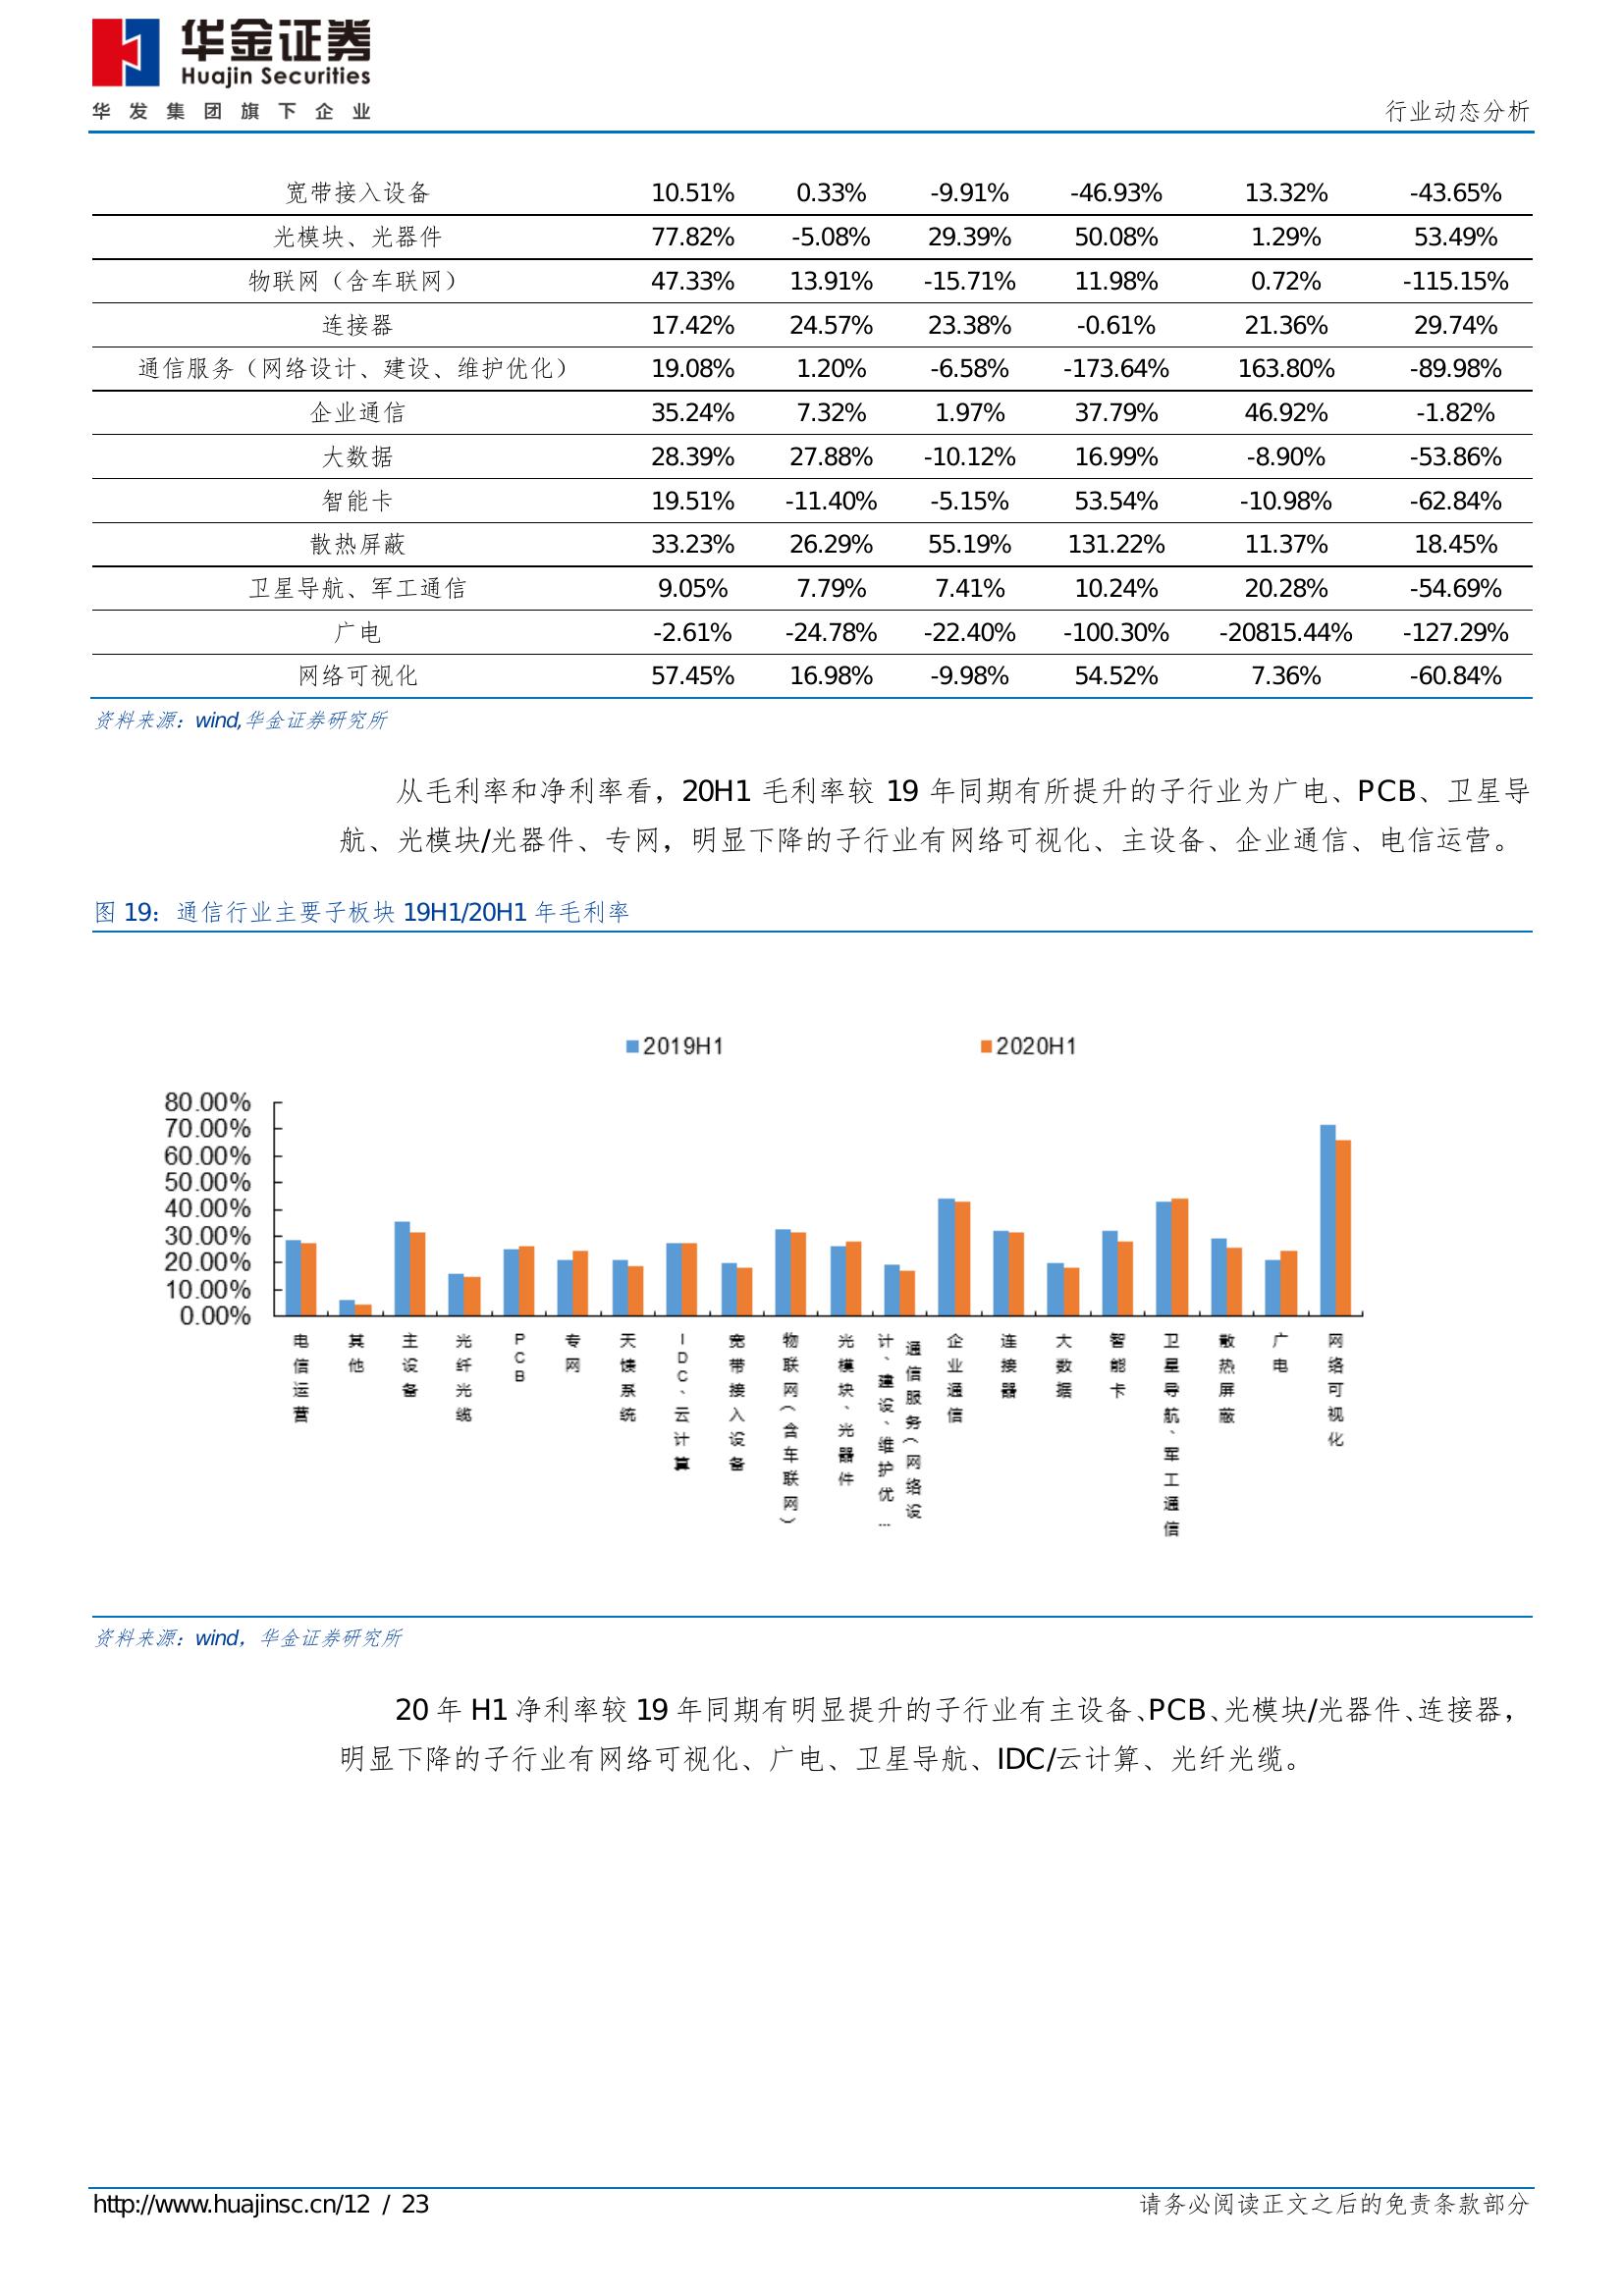 华金证券
Huajin Securities
华发集团旗下企业
行业动态分析
宽带接入设备 10.51% 0.33% -9.91% -46.93% 13.32% -43.65%
光模块、光器件 77.82% -5.08% 29.39% 50.08% 1.29% 53.49%
物联网（含车联网） 47.33% 13.91% -15.71% 11.98% 0.72% -115.15%
连接器 17.42% 24.57% 23.38% -0.61% 21.36% 29.74%
通信服务（网络设计、建设、维护优化） 19.08% 1.20% -6.58% -173.64% 163.80% -89.98%
企业通信 35.24% 7.32% 1.97% 37.79% 46.92% -1.82%
大数据 28.39% 27.88% -10.12% 16.99% -8.90% -53.86%
智能卡 19.51% -11.40% -5.15% 53.54% -10.98% -62.84%
散热屏蔽 33.23% 26.29% 55.19% 131.22% 11.37% 18.45%
卫星导航、军工通信 9.05% 7.79% 7.41% 10.24% 20.28% -54.69%
广电 -2.61% -24.78% -22.40% -100.30% -20815.44% -127.29%
网络可视化 57.45% 16.98% -9.98% 54.52% 7.36% -60.84%
资料来源：wind,华金证券研究所
从毛利率和净利率看，20H1 毛利率较 19 年同期有所提升的子行业为广电、PCB、卫星导
航、光模块/光器件、专网，明显下降的子行业有网络可视化、主设备、企业通信、电信运营。
图 19：通信行业主要子板块 19H1/20H1 年毛利率
2019H1 2020H1
80.00%
70.00%
60.00%
50.00%
40.00%
30.00%
20.00%
10.00%
0.00%
电信运营
其他
主设备
光纤光缆
PCB
专网
天馈系统
IDC、云计算
宽带接入设备
物联网（含车联网）
光模块、光器件
通信服务（网络设
计、建设、维护优…
企业通信
连接器
大数据
智能卡
卫星导航、军工通信
散热屏蔽
广电
网络可视化
资料来源：wind，华金证券研究所
20 年 H1 净利率较 19 年同期有明显提升的子行业有主设备、PCB、光模块/光器件、连接器，
明显下降的子行业有网络可视化、广电、卫星导航、IDC/云计算、光纤光缆。
http://www.huajinsc.cn/12 / 23
请务必阅读正文之后的免责条款部分